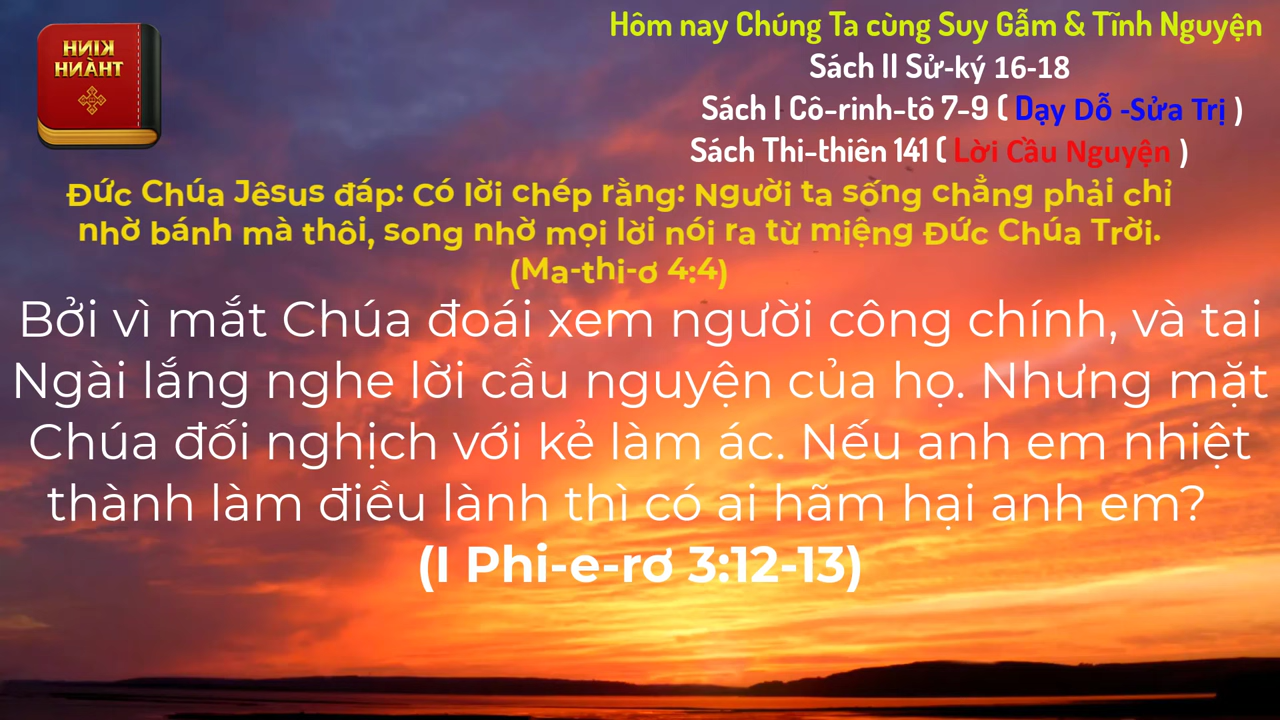 KINH
THÀNH
Hôm nay Chúng Ta cùng Suy Gẫm & Tĩnh Nguyện
Sách II Sử-ký 16-18
Sách I Cô-rinh-tô 7-9 ( Dạy Dỗ -Sửa Trị )
Sách Thi-thiên 141 ( Lời Cầu Nguyện )
Đức Chúa Jêsus đáp: Có lời chép rằng: Người ta sống chẳng phải chỉ
nhờ bánh mà thôi, song nhờ mọi lời nói ra từ miệng Đức Chúa Trời.
(Ma-thi-ơ 4:4)
Bởi vì mắt Chúa đoái xem người công chính, và tai
Ngài lắng nghe lời cầu nguyện của họ. Nhưng mặt
Chúa đối nghịch với kẻ làm ác. Nếu anh em nhiệt
thành làm điều lành thì có ai hãm hại anh em?
(I Phi-e-rơ 3:12-13)